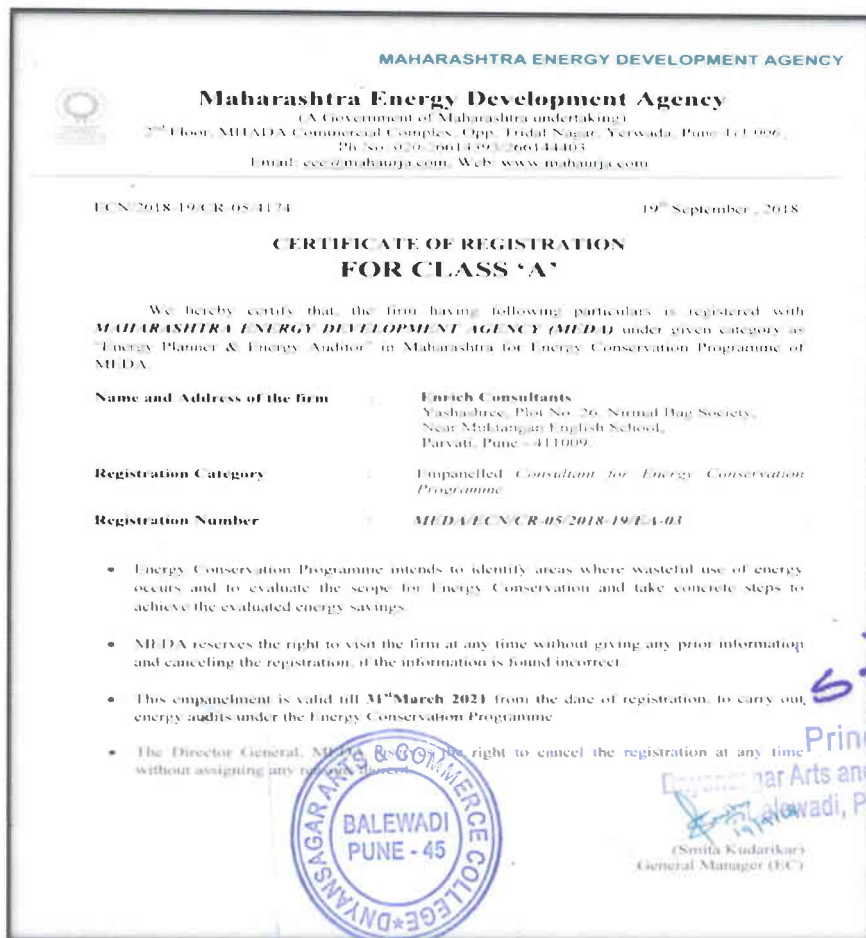 MAHARASHTRA ENERGY DEVELOPMENT AGENCY
Maharashtra Energy Development Agency
(A Government of Maharashtra undertaking)
2nd Floor, MHADA Commercial Complex, Opp. Tridal Nagar, Yerwada, Pune 411 006
Ph No. 020-26614393/266144403
Email: eee@mahaurja.com, Web: www.mahaurja.com
ECN/2018-19/CR-05/4174
19th September, 2018
CERTIFICATE OF REGISTRATION
FOR CLASS ‘A’
We hereby certify that, the firm having following particulars is registered with
MAHARASHTRA ENERGY DEVELOPMENT AGENCY (MEDA) under given category as
"Energy Planner & Energy Auditor" in Maharashtra for Energy Conservation Programme of
MEDA
Name and Address of the firm : Enrich Consultants
Yashashree, Plot No. 26, Nirmal Bag Society,
Near Muktangan English School,
Parvati, Pune - 411009.
Registration Category : Empanelled Consultant for Energy Conservation
Programme
Registration Number : MEDA/ECN/CR-05/2018-19/EA-03
• Energy Conservation Programme intends to identify areas where wasteful use of energy
occurs and to evaluate the scope for Energy Conservation and take concrete steps to
achieve the evaluated energy savings.
• MEDA reserves the right to visit the firm at any time without giving any prior information
and canceling the registration, if the information is found incorrect
• This empanelment is valid till 31st March 2021 from the date of registration, to carry out
energy audits under the Energy Conservation Programme
• The Director General, MEDA reserves the right to cancel the registration at any time
without assigning any
Prin
gar Arts an
alewadi, P
(Smita Kudarikar)
General Manager (EC)
DNYANSAGAR ARTS & COMMERCE COLLEGE
BALEWADI
PUNE - 45